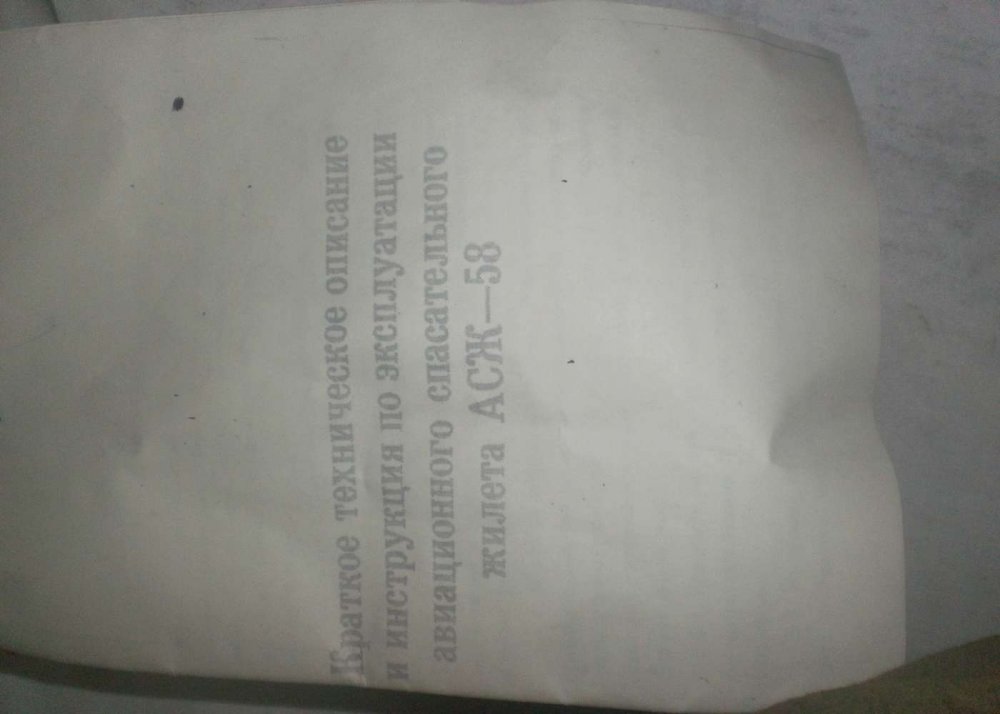 Краткое техническое описание
и инструкция по эксплуатации
авиационного спасательного
жилета АСЖ—58